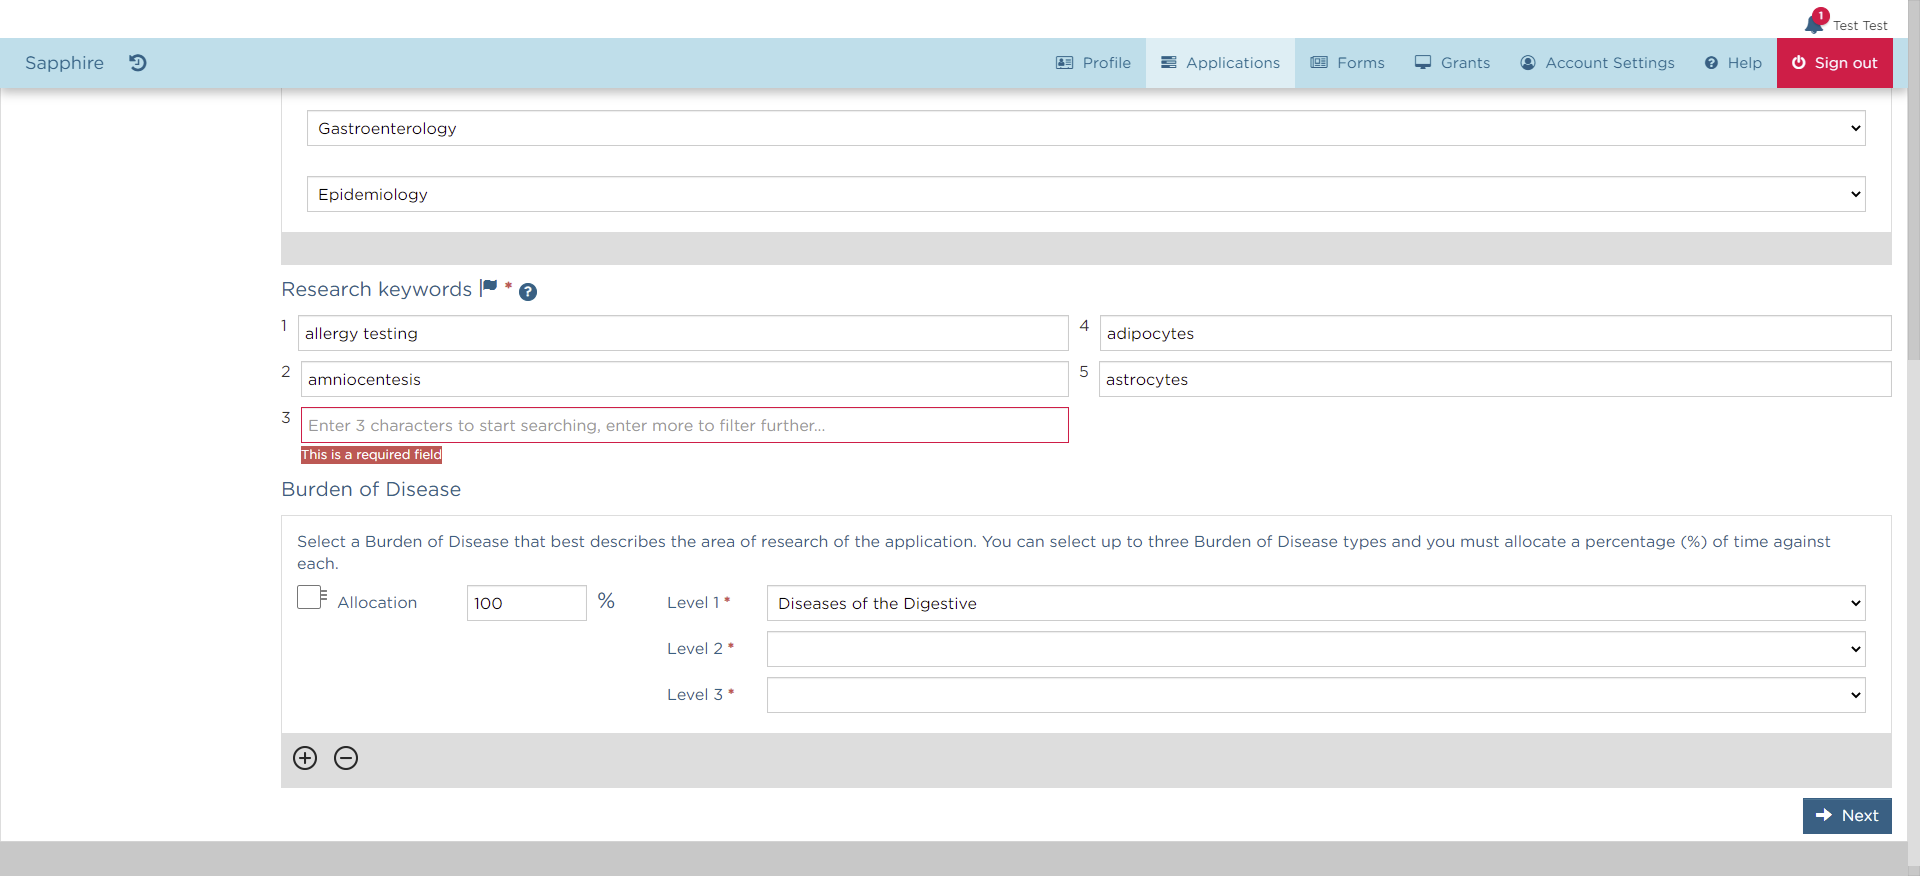 1
Test Test
Sapphire
Profile
Applications
Forms
Grants
Account Settings
Help
Sign out
Gastroenterology
Epidemiology
Research keywords * ?
1 allergy testing
4 adipocytes
2 amniocentesis
5 astrocytes
3 Enter 3 characters to start searching, enter more to filter further...
This is a required field
Burden of Disease
Select a Burden of Disease that best describes the area of research of the application. You can select up to three Burden of Disease types and you must allocate a percentage (%) of time against
each.
Allocation 100 % Level 1 * Diseases of the Digestive
Level 2 *
Level 3 *
Next